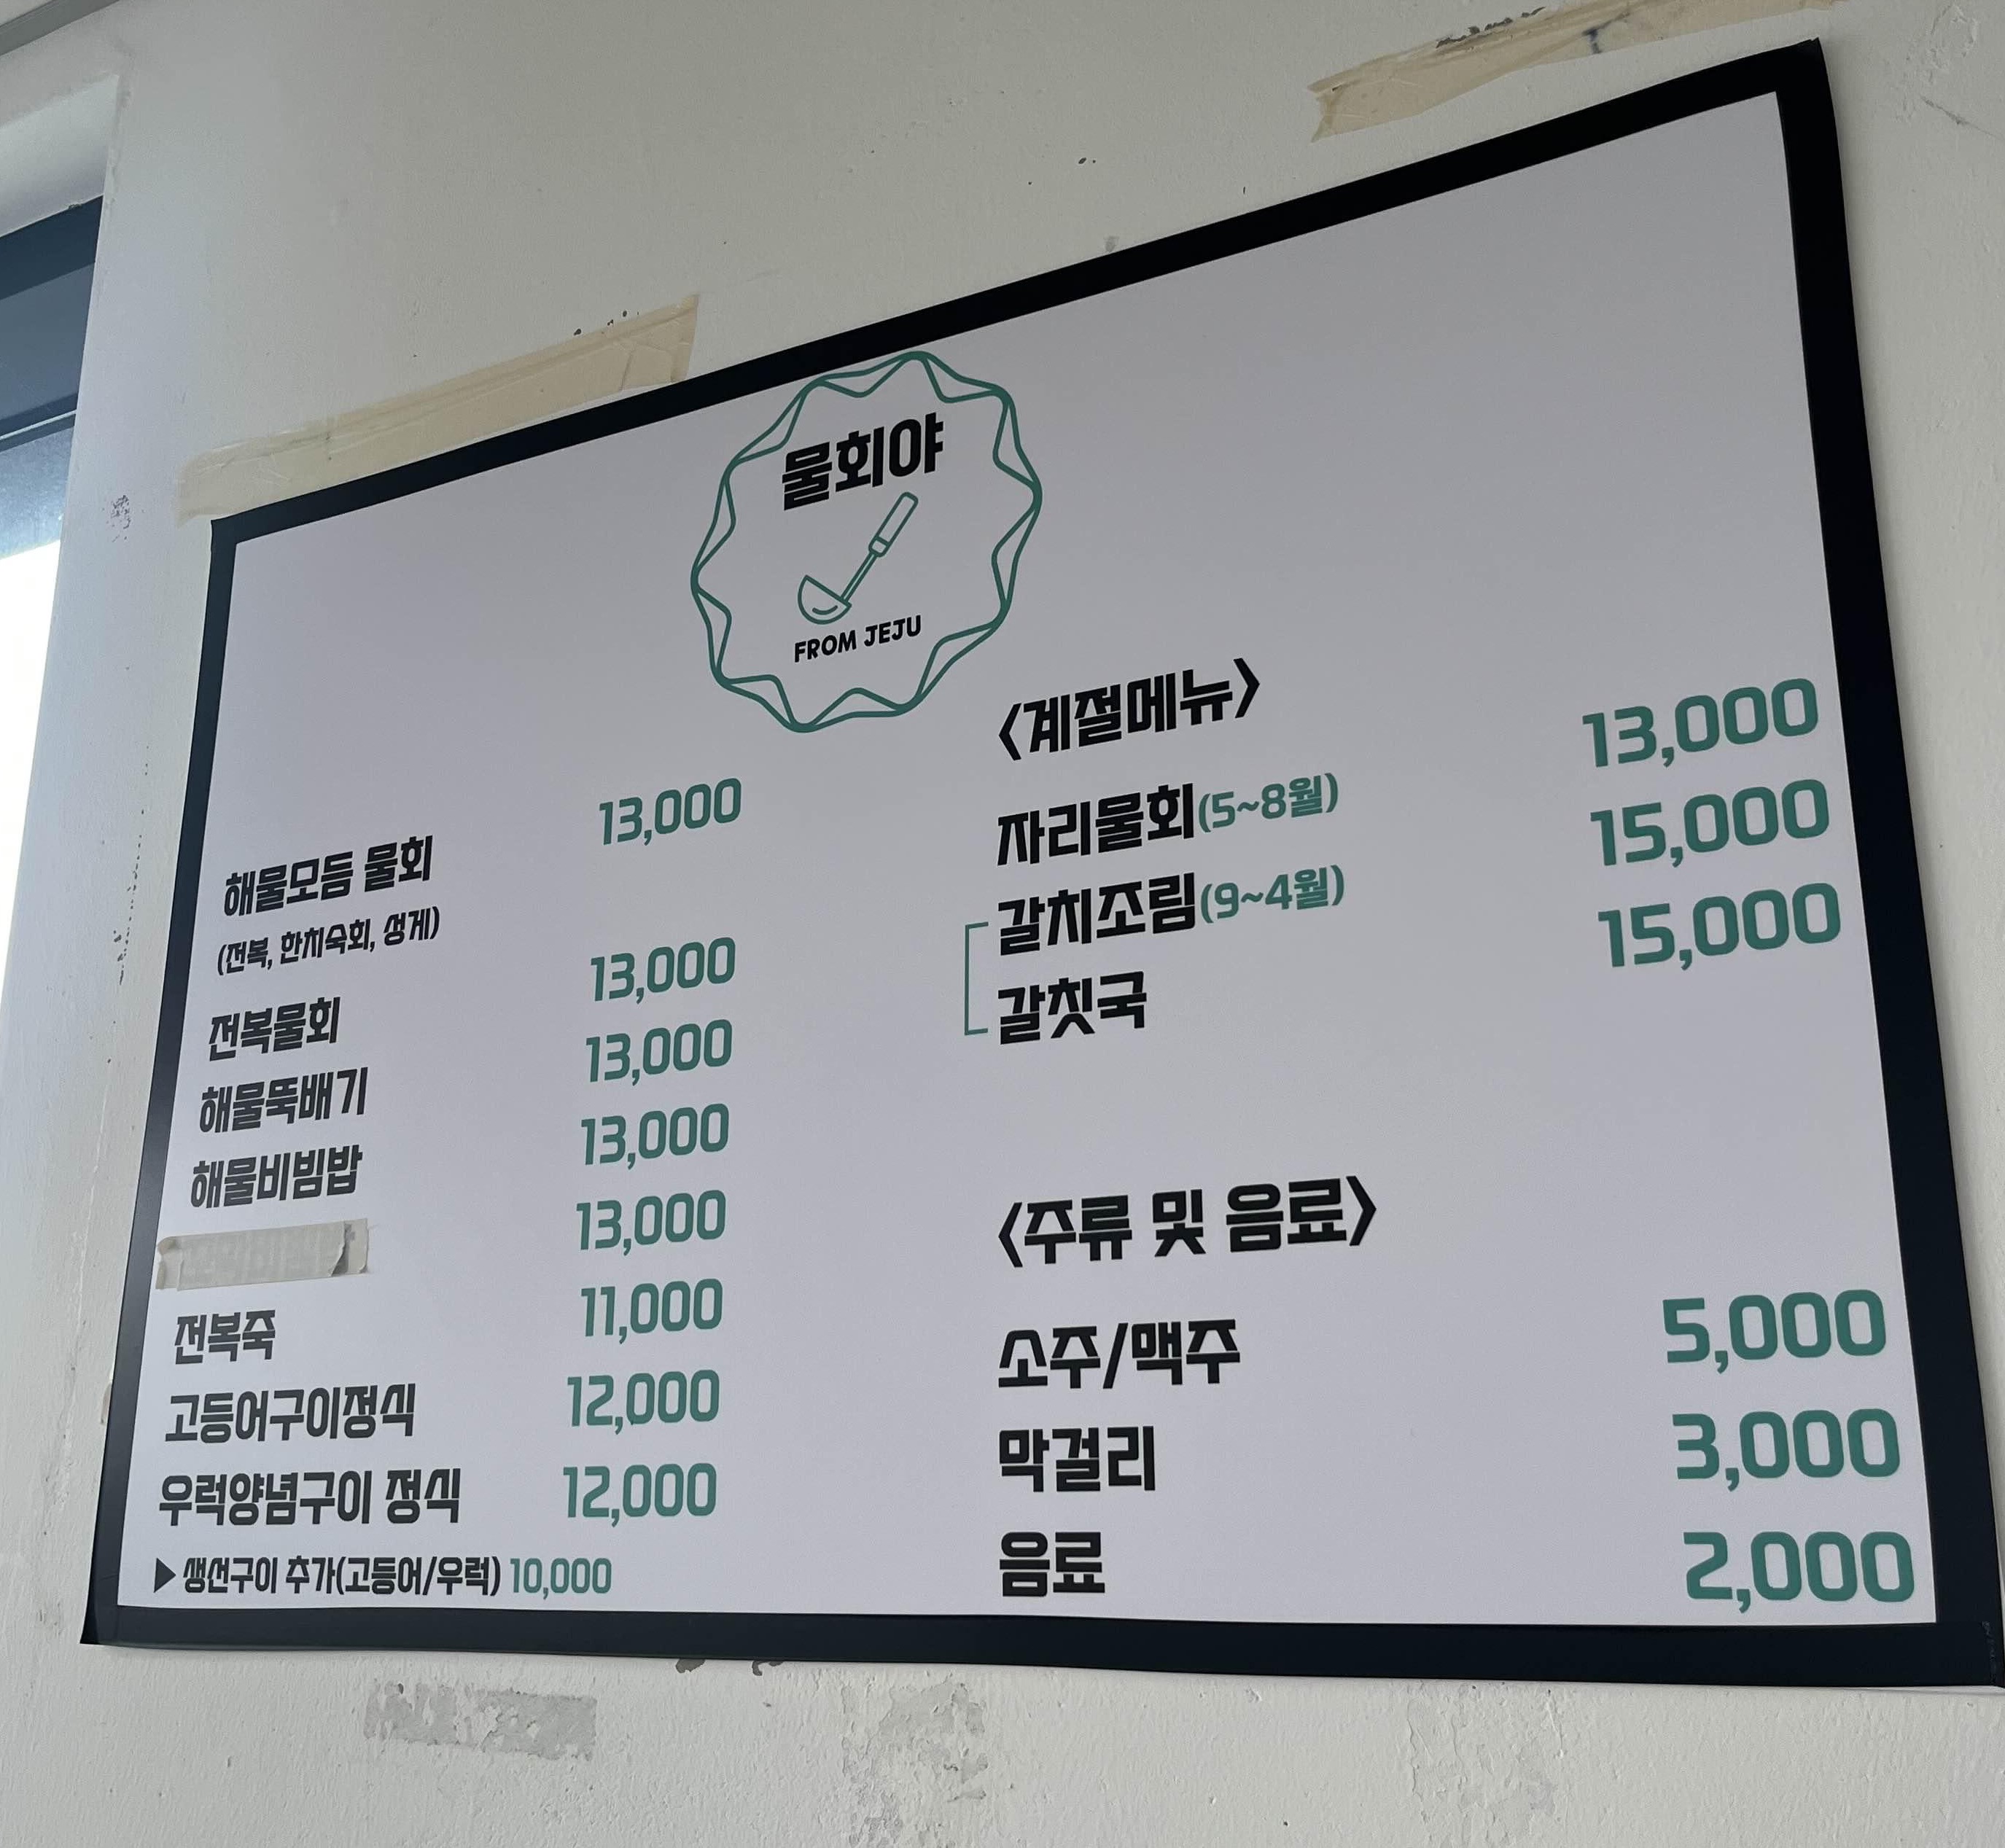 물회야
FROM JEJU
해물모듬 물회 13,000
(전복, 한치숙회, 성게)
전복물회 13,000
해물뚝배기 13,000
해물비빔밥 13,000
13,000
전복죽 11,000
고등어구이정식 12,000
우럭양념구이 정식 12,000
▶생선구이 추가(고등어/우럭) 10,000
<계절메뉴>
자리물회(5~8월) 13,000
갈치조림(9~4월) 15,000
갈칫국 15,000
<주류 및 음료>
소주/맥주 5,000
막걸리 3,000
음료 2,000